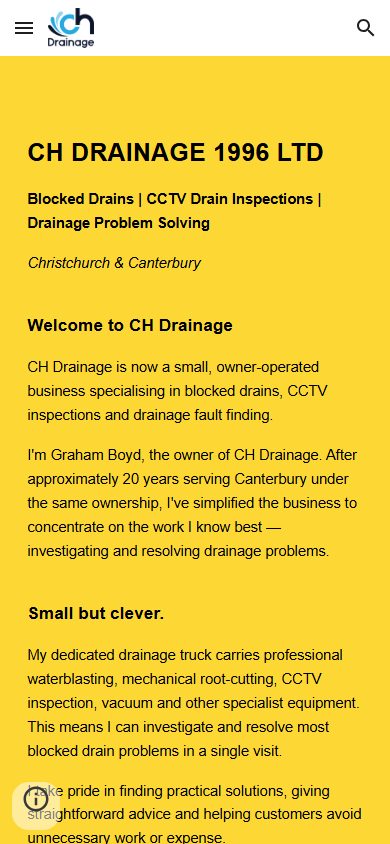 ch
Drainage
CH DRAINAGE 1996 LTD
Blocked Drains | CCTV Drain Inspections |
Drainage Problem Solving
Christchurch & Canterbury
Welcome to CH Drainage
CH Drainage is now a small, owner-operated
business specialising in blocked drains, CCTV
inspections and drainage fault finding.
I'm Graham Boyd, the owner of CH Drainage. After
approximately 20 years serving Canterbury under
the same ownership, I've simplified the business to
concentrate on the work I know best —
investigating and resolving drainage problems.
Small but clever.
My dedicated drainage truck carries professional
waterblasting, mechanical root-cutting, CCTV
inspection, vacuum and other specialist equipment.
This means I can investigate and resolve most
blocked drain problems in a single visit.
I take pride in finding practical solutions, giving
straightforward advice and helping customers avoid
unnecessary work or expense.